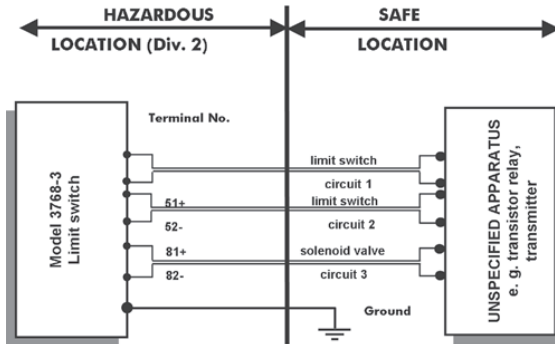 HAZARDOUS
LOCATION (Div. 2)
SAFE
LOCATION
Terminal No.
Model 3768-3
Limit switch
limit switch
circuit 1
51+
limit switch
52-
circuit 2
81+
solenoid valve
82-
circuit 3
Ground
UNSPECIFIED APPARATUS
e. g. transistor relay,
transmitter